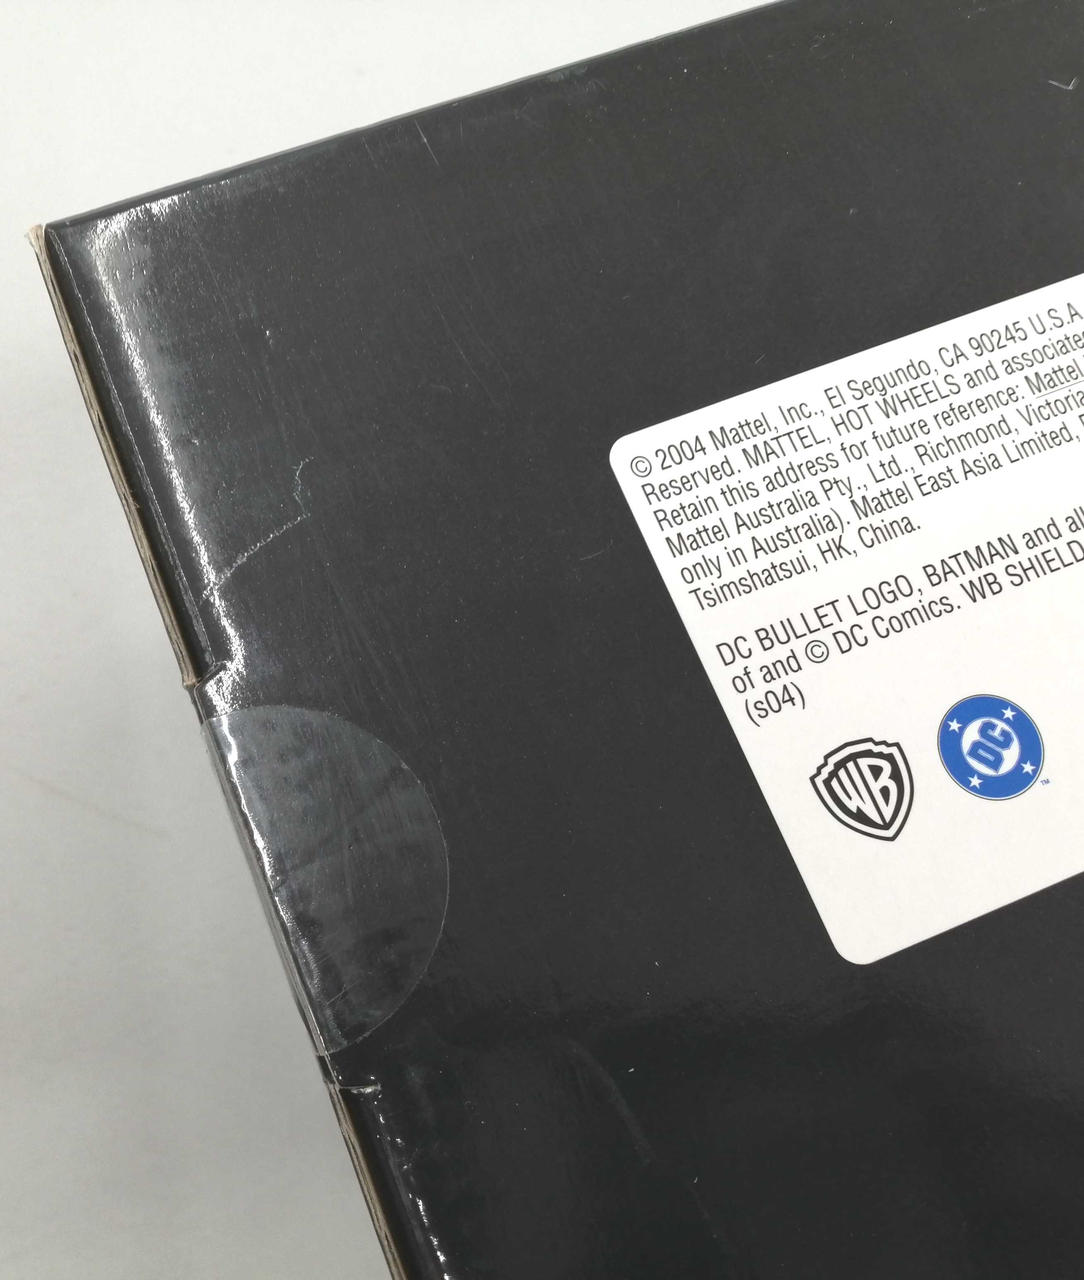 © 2004 Mattel, Inc., El Segundo, CA 90245 U.S.A
Reserved. MATTEL, HOT WHEELS and associate
Retain this address for future reference: Mattel
Mattel Australia Pty., Ltd., Richmond, Victoria
only in Australia). Mattel East Asia Limited,
Tsimshatsui, HK, China.
DC BULLET LOGO, BATMAN and all
of and © DC Comics. WB SHIELD
(s04)
WB
DC
™